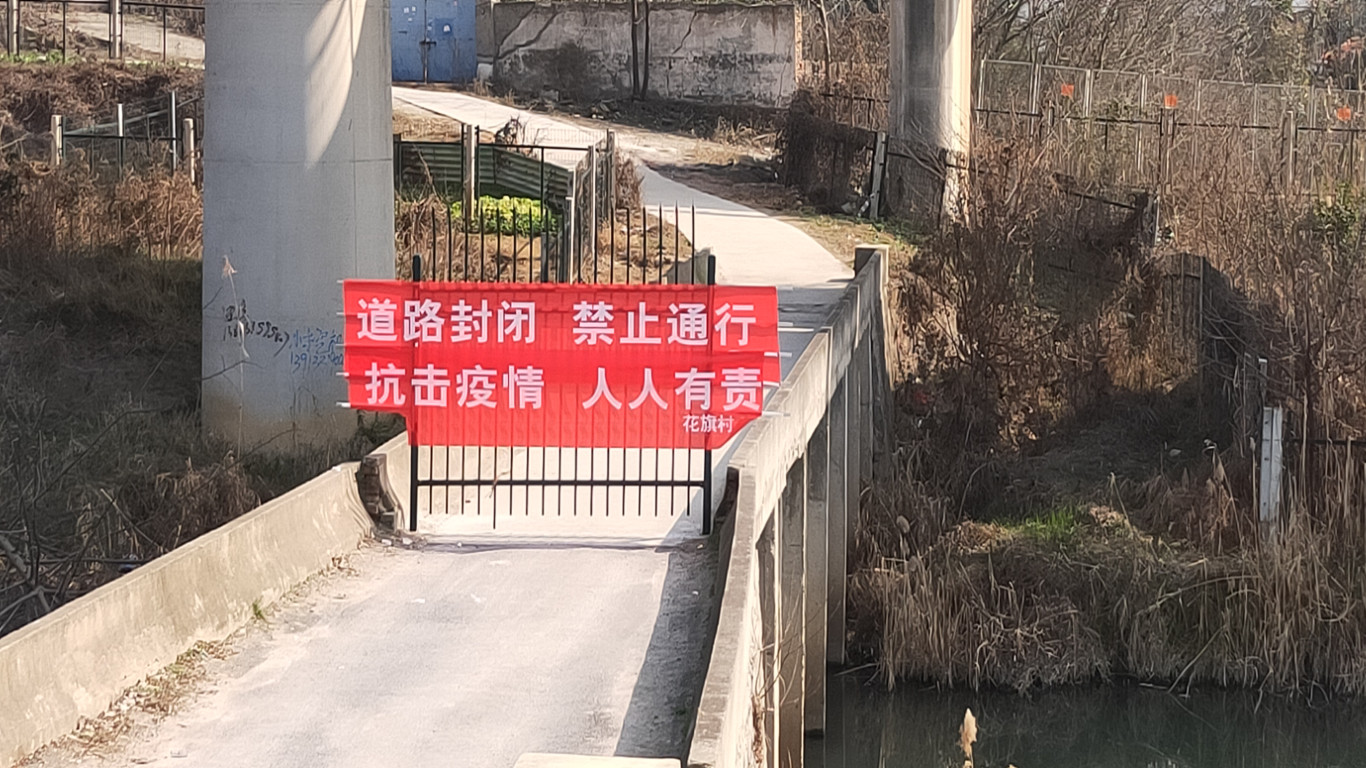 道路封闭 禁止通行
抗击疫情 人人有责
花旗村